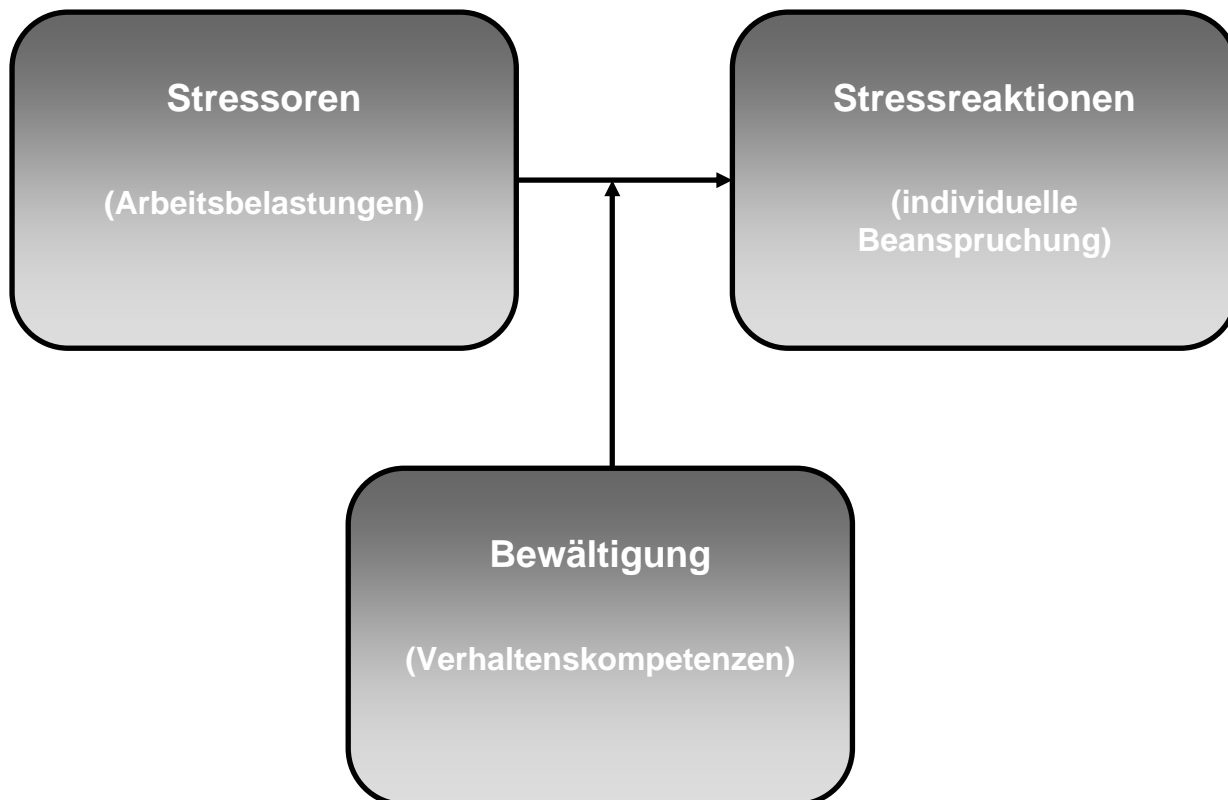 Stressoren
(Arbeitsbelastungen)
Stressreaktionen
(individuelle
Beanspruchung)
Bewältigung
(Verhaltenskompetenzen)